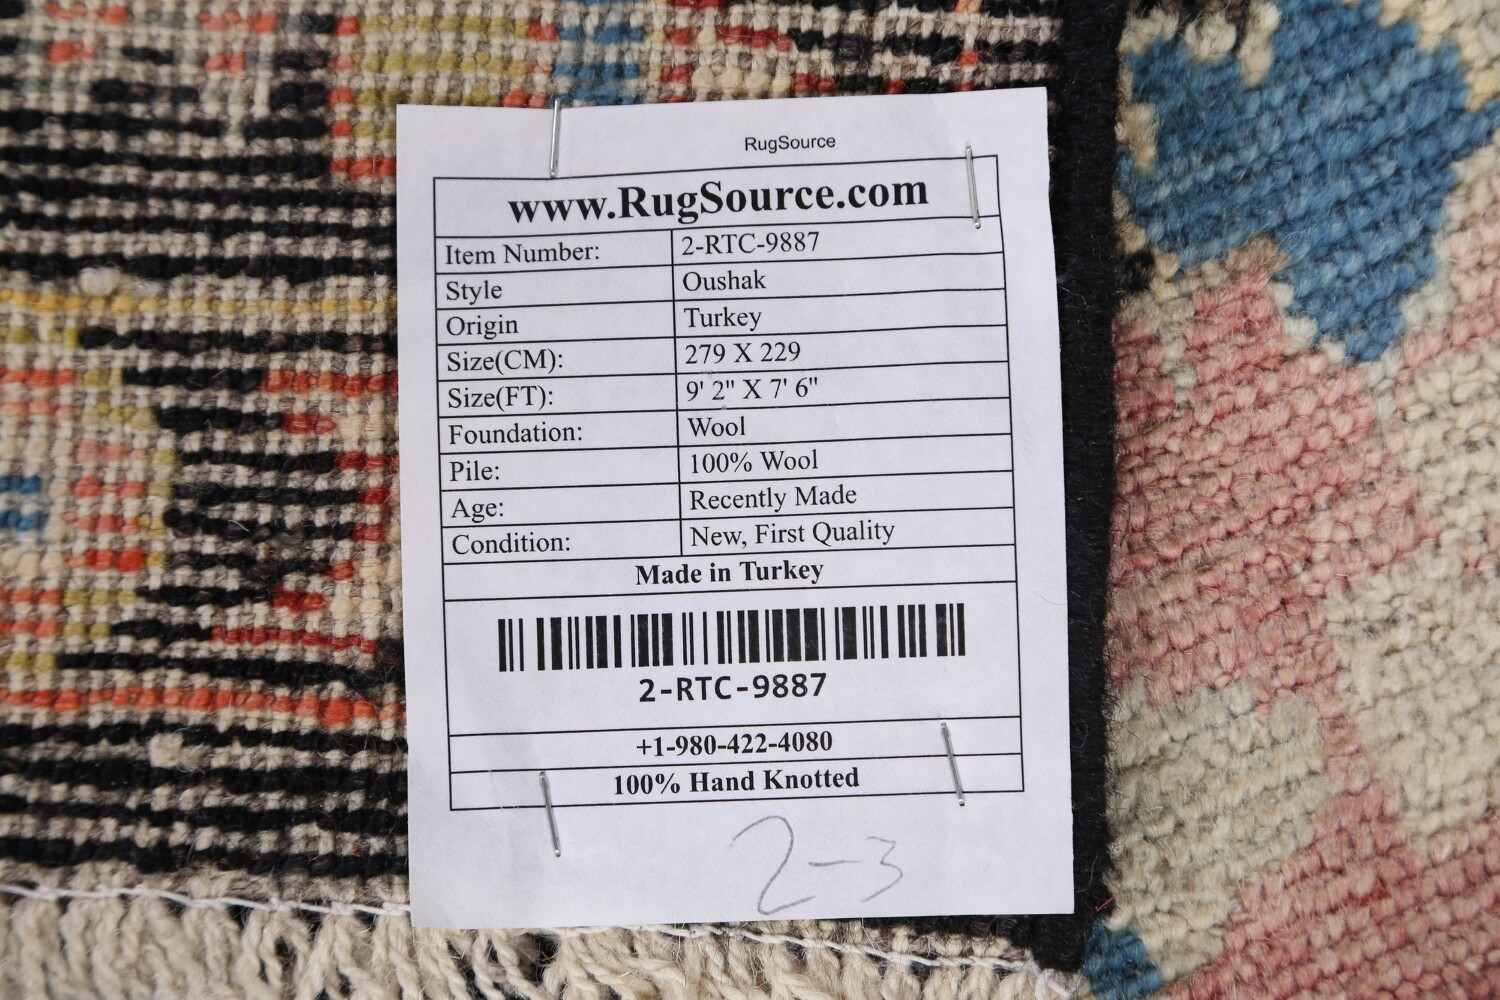 RugSource
www.RugSource.com
Item Number: 2-RTC-9887
Style Oushak
Origin Turkey
Size(CM): 279 X 229
Size(FT): 9' 2" X 7' 6"
Foundation: Wool
Pile: 100% Wool
Age: Recently Made
Condition: New, First Quality
Made in Turkey
2-RTC-9887
+1-980-422-4080
100% Hand Knotted
2-3